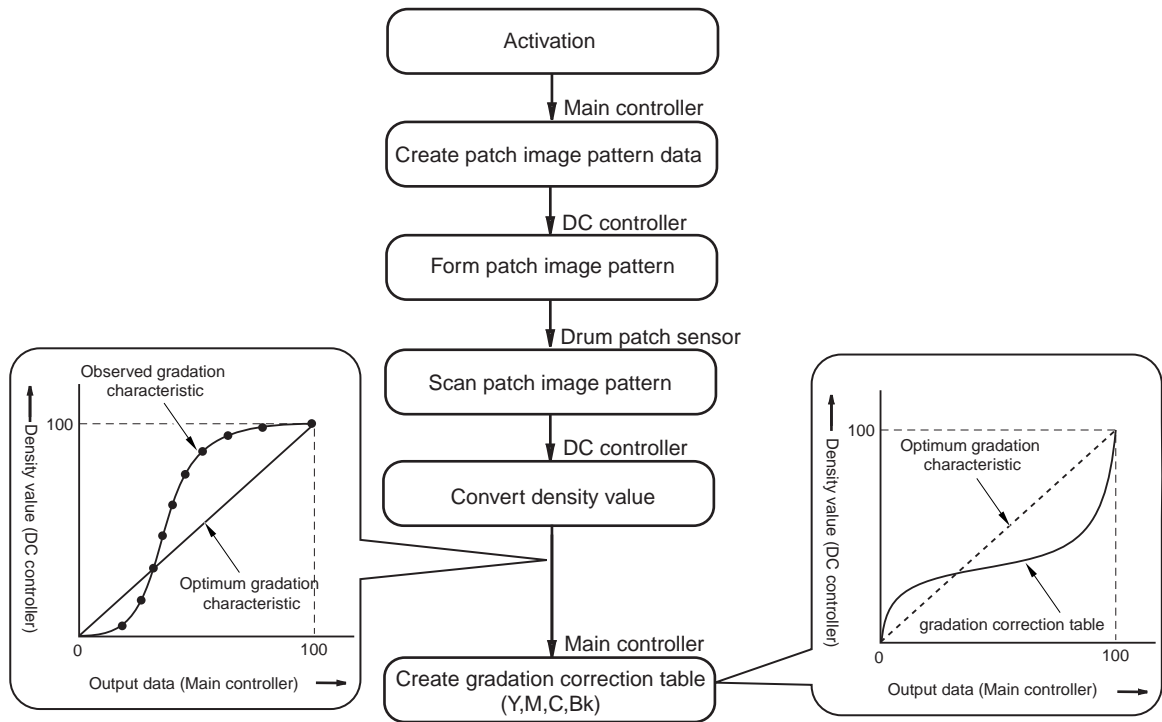 Activation
Main controller
Create patch image pattern data
DC controller
Form patch image pattern
Drum patch sensor
Scan patch image pattern
DC controller
Convert density value
Main controller
Create gradation correction table
(Y,M,C,Bk)
Observed gradation
characteristic
100
Density value (DC controller)
Optimum gradation
characteristic
0
100
Output data (Main controller)
100
Density value (DC controller)
Optimum gradation
characteristic
gradation correction table
0
100
Output data (Main controller)